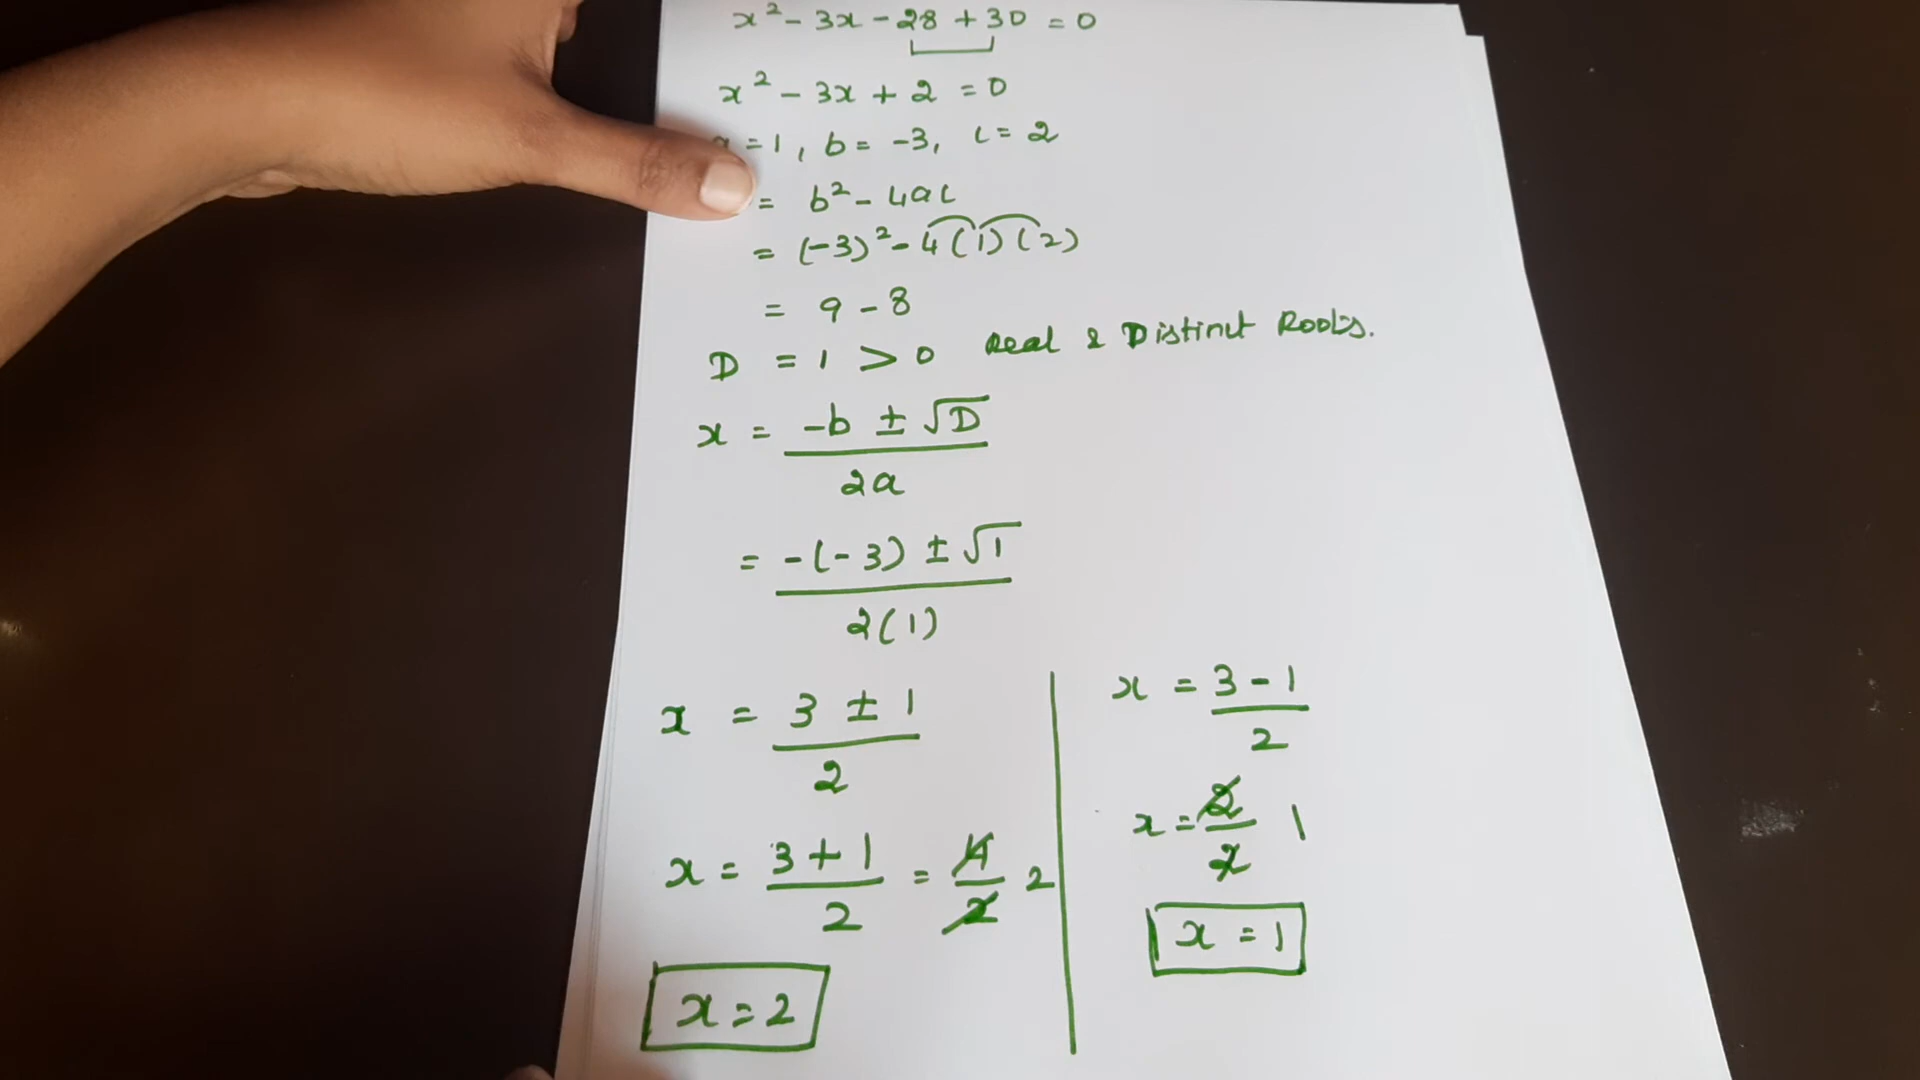 x² - 3x - 28 + 30 = 0
x² - 3x + 2 = 0
a = 1, b = -3, c = 2
= b² - 4ac
= (-3)² - 4(1)(2)
= 9 - 8
D = 1 > 0 Real & Distinct Roots.
x = (-b ± √D) / 2a
= (-(-3) ± √1) / 2(1)
x = (3 ± 1) / 2
x = (3 + 1) / 2 = 4/2 2
x = 2
x = (3 - 1) / 2
x = 2/2 1
x = 1